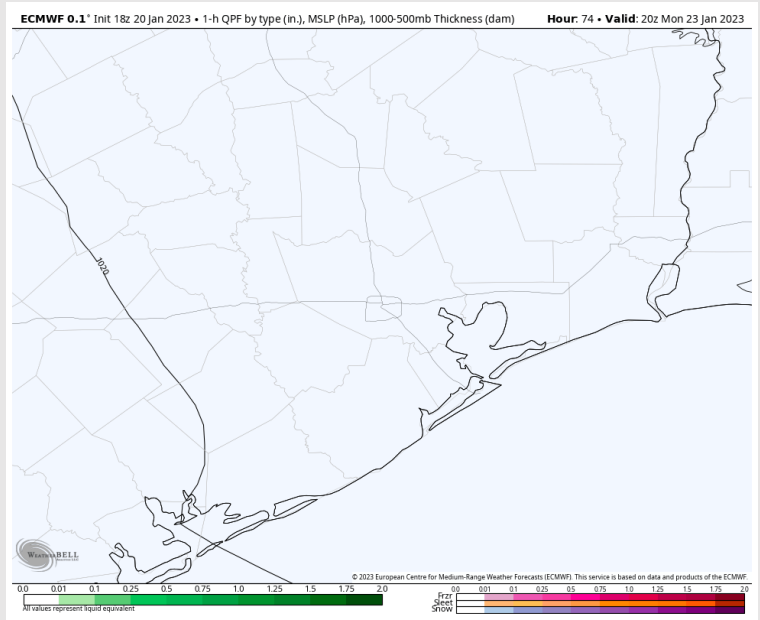 ECMWF 0.1° Init 18z 20 Jan 2023 • 1-h QPF by type (in.), MSLP (hPa), 1000-500mb Thickness (dam) Hour: 74 • Valid: 20z Mon 23 Jan 2023
1020
WeatherBELL
© 2023 European Centre for Medium-Range Weather Forecasts (ECMWF). This service is based on data and products of the ECMWF.
0.0 0.01 0.1 0.25 0.5 0.75 1.0 1.25 1.5 1.75 2.0
All values represent liquid equivalent
0.0 .001 0.1 0.25 0.5 0.75 1.0 1.25 1.5 1.75 2.0
Frzr
Sleet
Snow